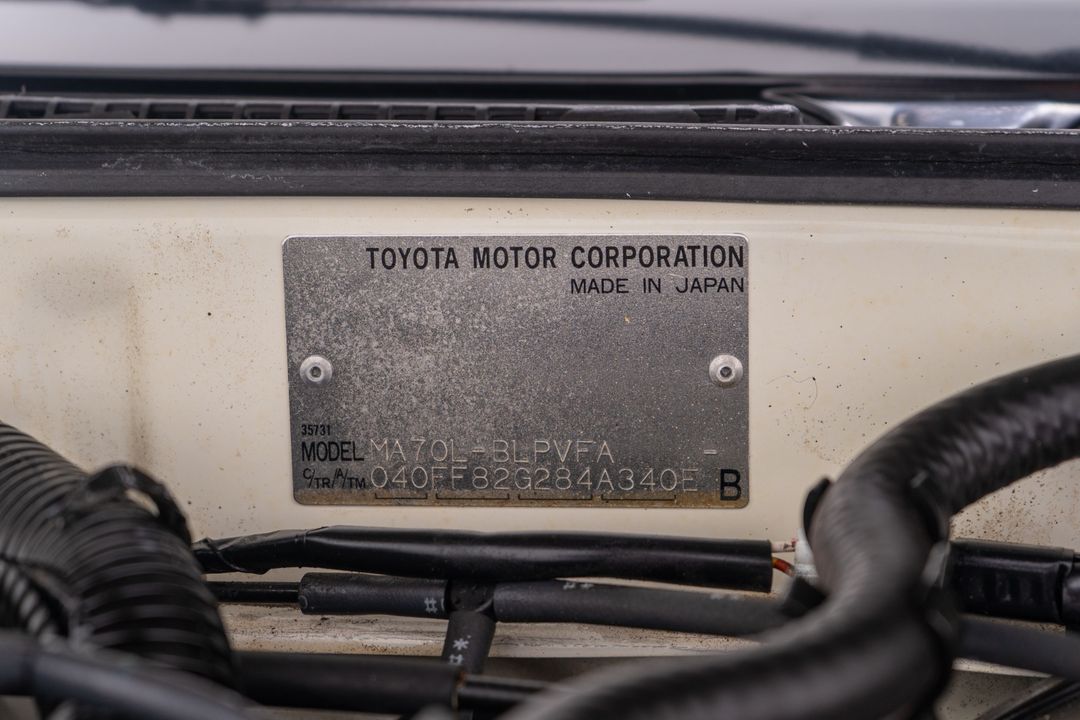 TOYOTA MOTOR CORPORATION
MADE IN JAPAN
35731
MODEL MA70L-BLPVFA -
C/TR/A/TM 040FF82G284A340E B